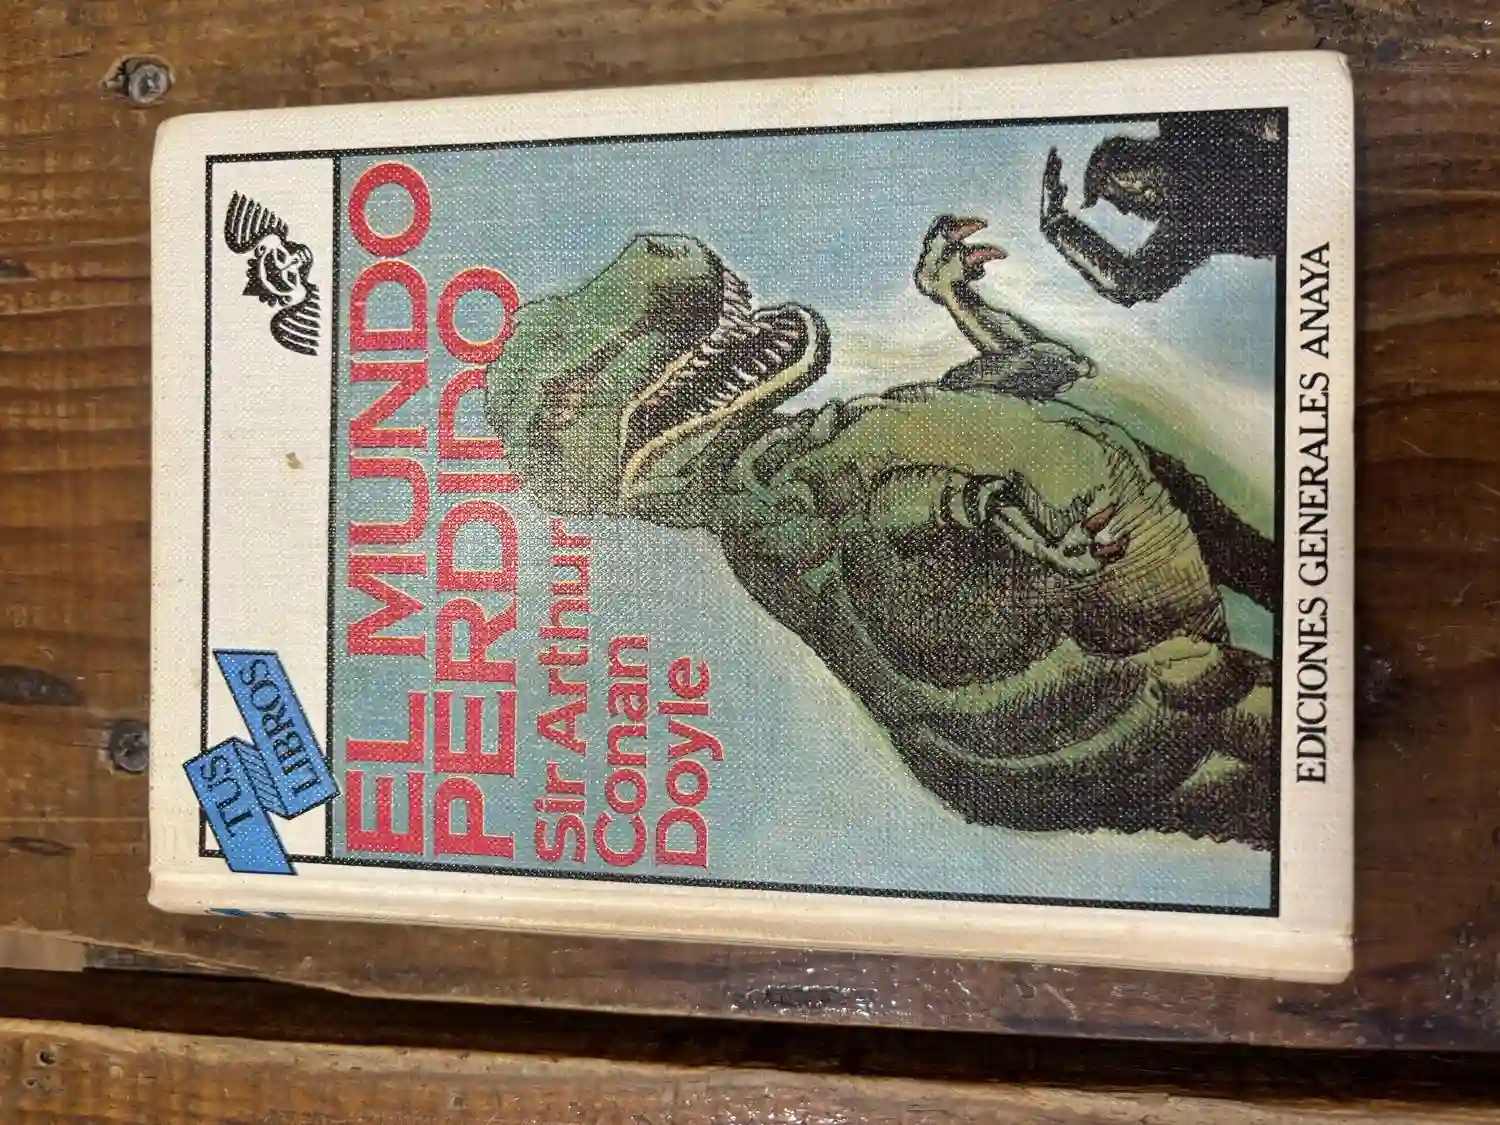 TUS
LIBROS
EL MUNDO
PERDIDO
Sir Arthur
Conan
Doyle
EDICIONES GENERALES ANAYA